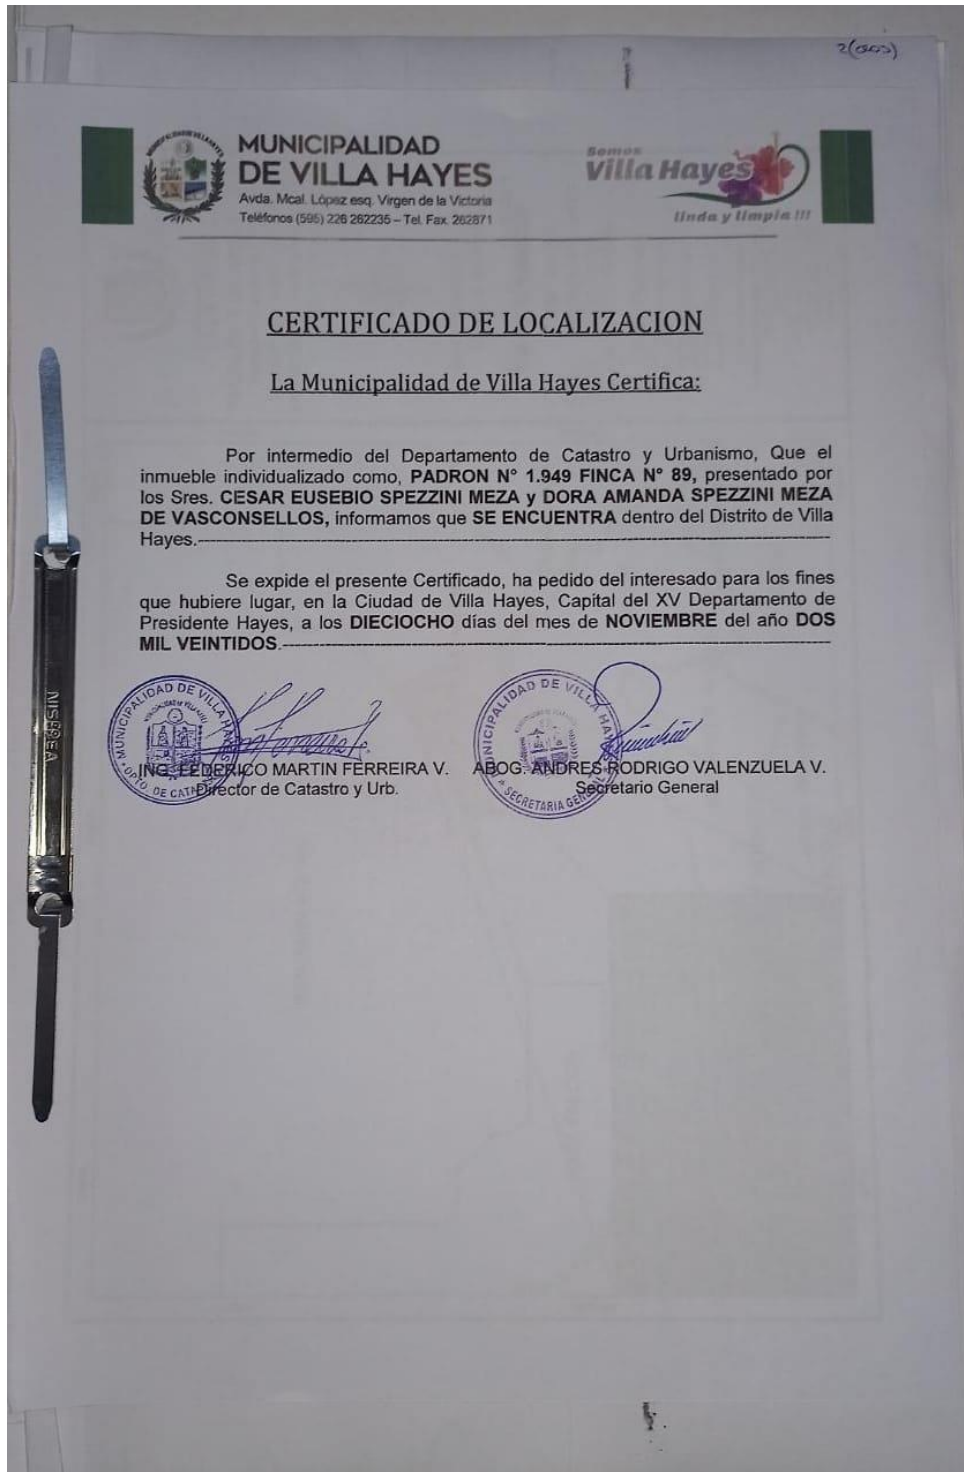 2(dos)
MUNICIPALIDAD
DE VILLA HAYES
Avda. Mcal. López esq. Virgen de la Victoria
Teléfonos (595) 226 262235 – Tel. Fax. 262871
Somos
Villa Hayes
linda y limpia !!!
CERTIFICADO DE LOCALIZACION
La Municipalidad de Villa Hayes Certifica:
Por intermedio del Departamento de Catastro y Urbanismo, Que el
inmueble individualizado como, PADRON N° 1.949 FINCA N° 89, presentado por
los Sres. CESAR EUSEBIO SPEZZINI MEZA y DORA AMANDA SPEZZINI MEZA
DE VASCONSELLOS, informamos que SE ENCUENTRA dentro del Distrito de Villa
Hayes.
Se expide el presente Certificado, ha pedido del interesado para los fines
que hubiere lugar, en la Ciudad de Villa Hayes, Capital del XV Departamento de
Presidente Hayes, a los DIECIOCHO días del mes de NOVIEMBRE del año DOS
MIL VEINTIDOS.
MUNICIPALIDAD DE VILLA HAYES
DPTO. DE CATA
ING. FEDERICO MARTIN FERREIRA V.
Director de Catastro y Urb.
MUNICIPALIDAD DE VILLA HAYES
SECRETARIA GENERAL
ABOG. ANDRES RODRIGO VALENZUELA V.
Secretario General